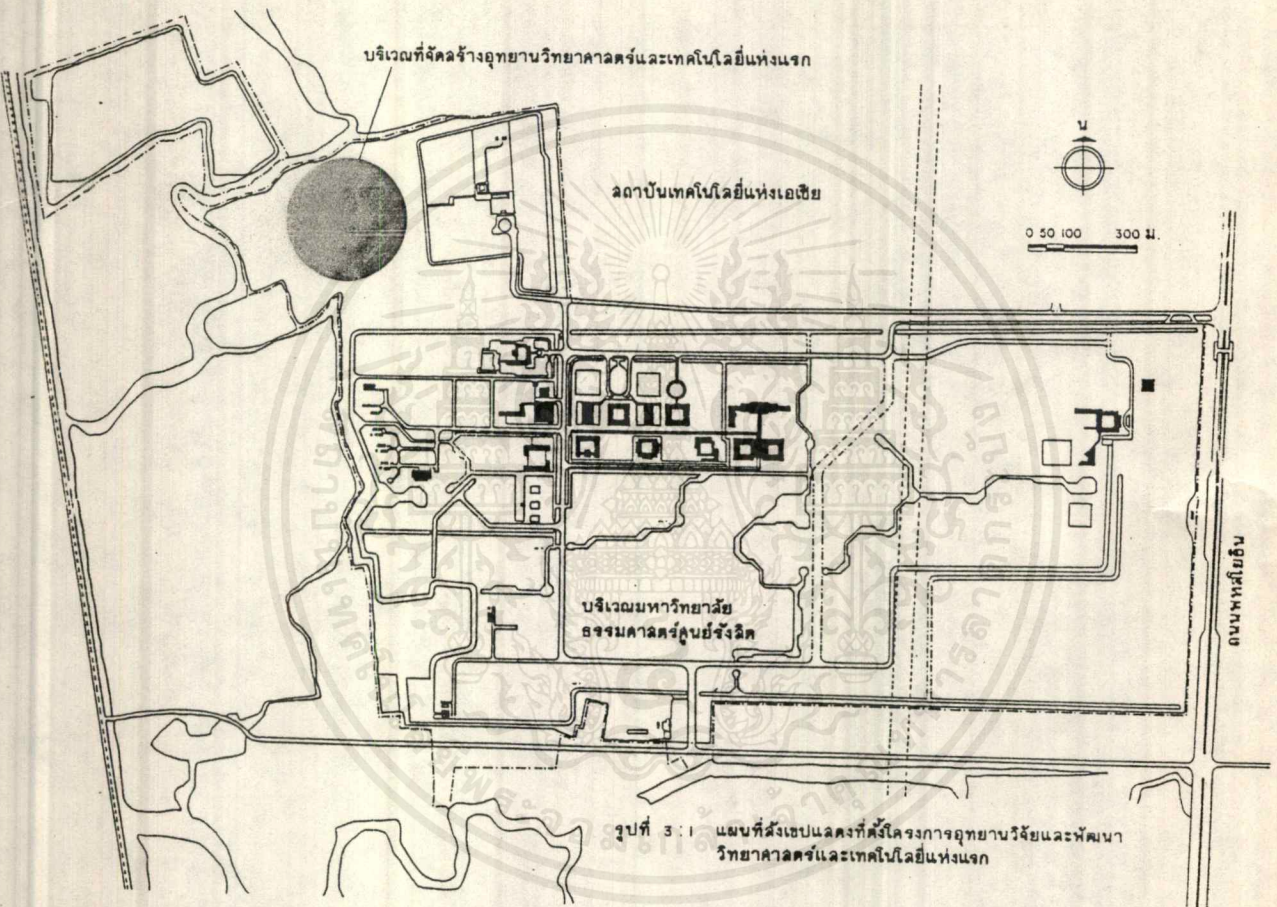 บริเวณที่จัดสร้างอุทยานวิทยาศาสตร์และเทคโนโลยี่แห่งแรก
น
สถาบันเทคโนโลยี่แห่งเอเซีย
0 50 100 300 ม.
ถนนพหลโยธิน
บริเวณมหาวิทยาลัย
ธรรมศาสตร์ศูนย์รังสิต
รูปที่ 3:1 แผนที่สังเขปแสดงที่ตั้งโครงการอุทยานวิจัยและพัฒนา
วิทยาศาสตร์และเทคโนโลยี่แห่งแรก